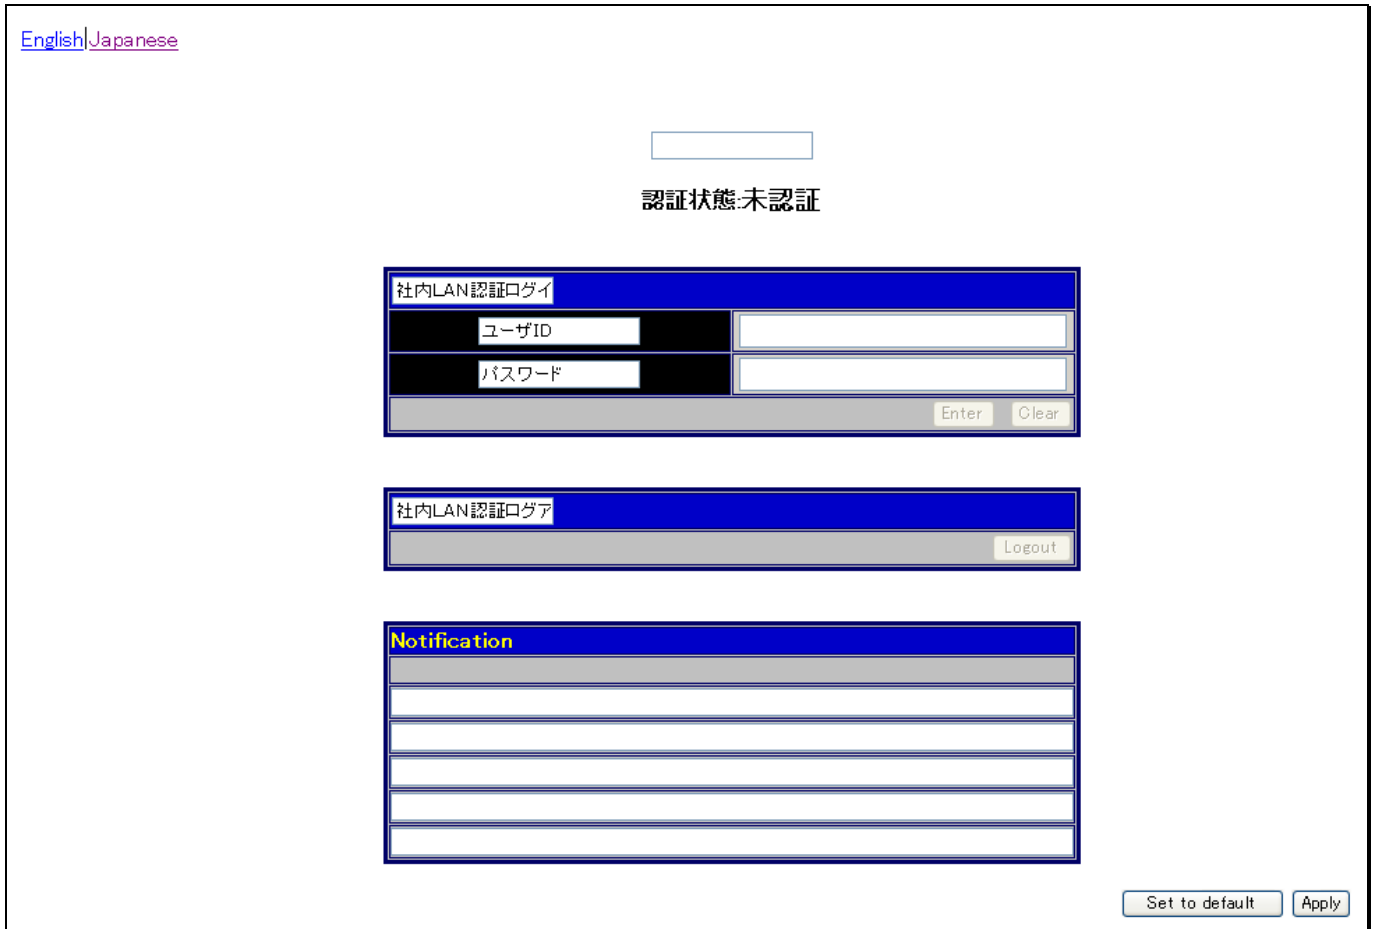 English|Japanese
認証状態:未認証
社内LAN認証ログイ
ユーザID
パスワード
Enter Clear
社内LAN認証ログア
Logout
Notification
Set to default Apply